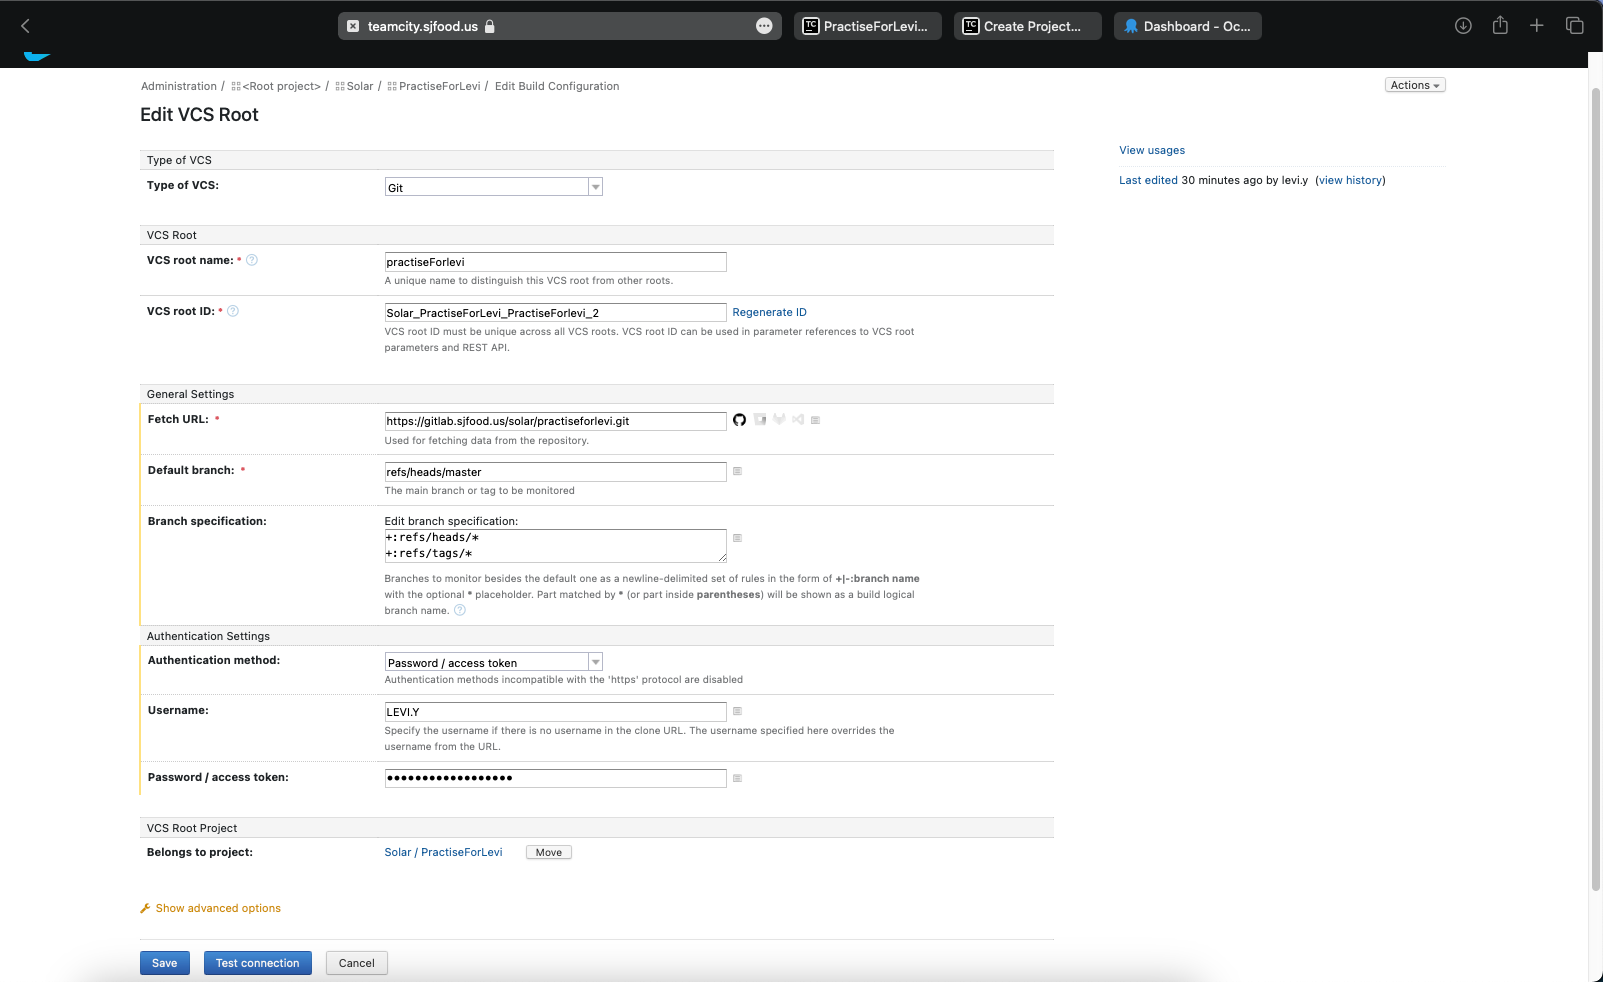 teamcity.sjfood.us
TC PractiseForLevi...
TC Create Project...
Dashboard - Oc...
Administration / <Root project> / Solar / PractiseForLevi / Edit Build Configuration
Actions
Edit VCS Root
View usages
Last edited 30 minutes ago by levi.y (view history)
Type of VCS
Type of VCS:
Git
VCS Root
VCS root name: * ?
practiseForlevi
A unique name to distinguish this VCS root from other roots.
VCS root ID: * ?
Solar_PractiseForLevi_PractiseForlevi_2
Regenerate ID
VCS root ID must be unique across all VCS roots. VCS root ID can be used in parameter references to VCS root
parameters and REST API.
General Settings
Fetch URL: *
https://gitlab.sjfood.us/solar/practiseforlevi.git
Used for fetching data from the repository.
Default branch: *
refs/heads/master
The main branch or tag to be monitored
Branch specification:
Edit branch specification:
+:refs/heads/*
+:refs/tags/*
Branches to monitor besides the default one as a newline-delimited set of rules in the form of +|-:branch name
with the optional * placeholder. Part matched by * (or part inside parentheses) will be shown as a build logical
branch name. ?
Authentication Settings
Authentication method:
Password / access token
Authentication methods incompatible with the 'https' protocol are disabled
Username:
LEVI.Y
Specify the username if there is no username in the clone URL. The username specified here overrides the
username from the URL.
Password / access token:
••••••••••••••••••
VCS Root Project
Belongs to project:
Solar / PractiseForLevi
Move
Show advanced options
Save
Test connection
Cancel